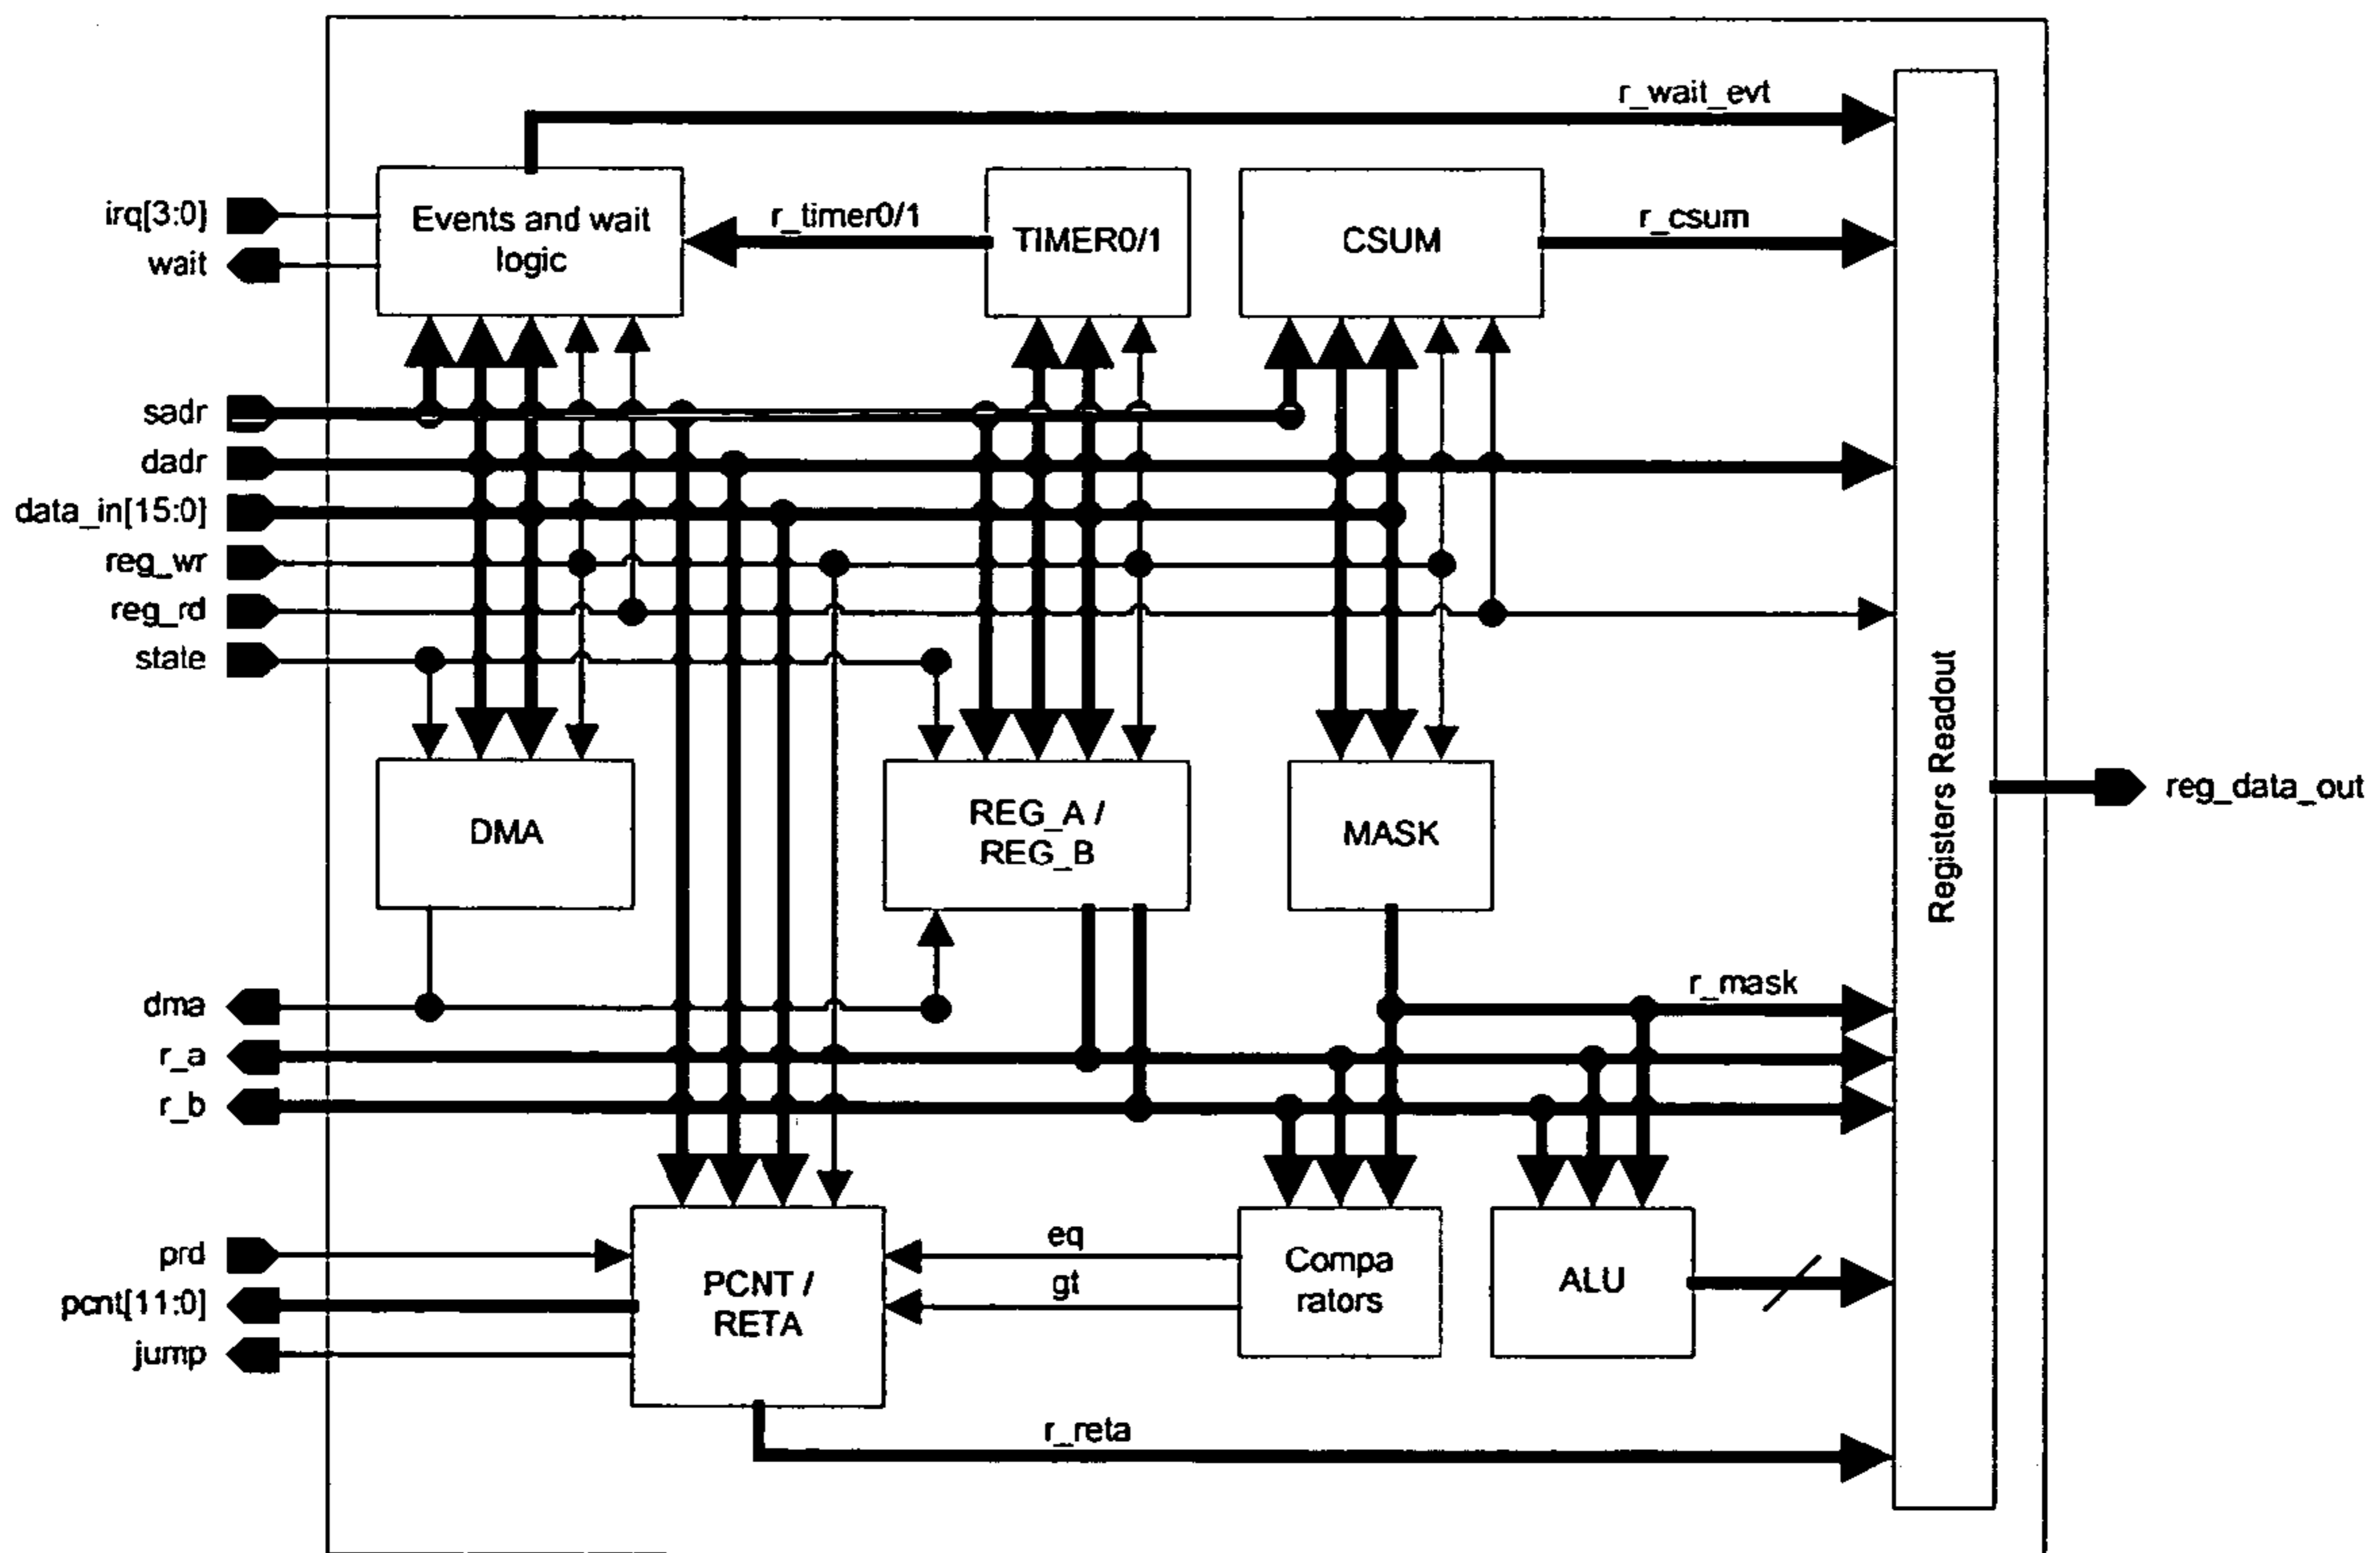 r_wait_evt
irq[3:0]
wait
Events and wait
logic
r_timer0/1
TIMER0/1
CSUM
r_csum
sadr
dadr
data_in[15:0]
reg_wr
reg_rd
state
DMA
REG_A /
REG_B
MASK
Registers Readout
reg_data_out
dma
r_a
r_b
r_mask
prd
pcnt[11:0]
jump
PCNT /
RETA
eq
gt
Compa
rators
ALU
r_reta